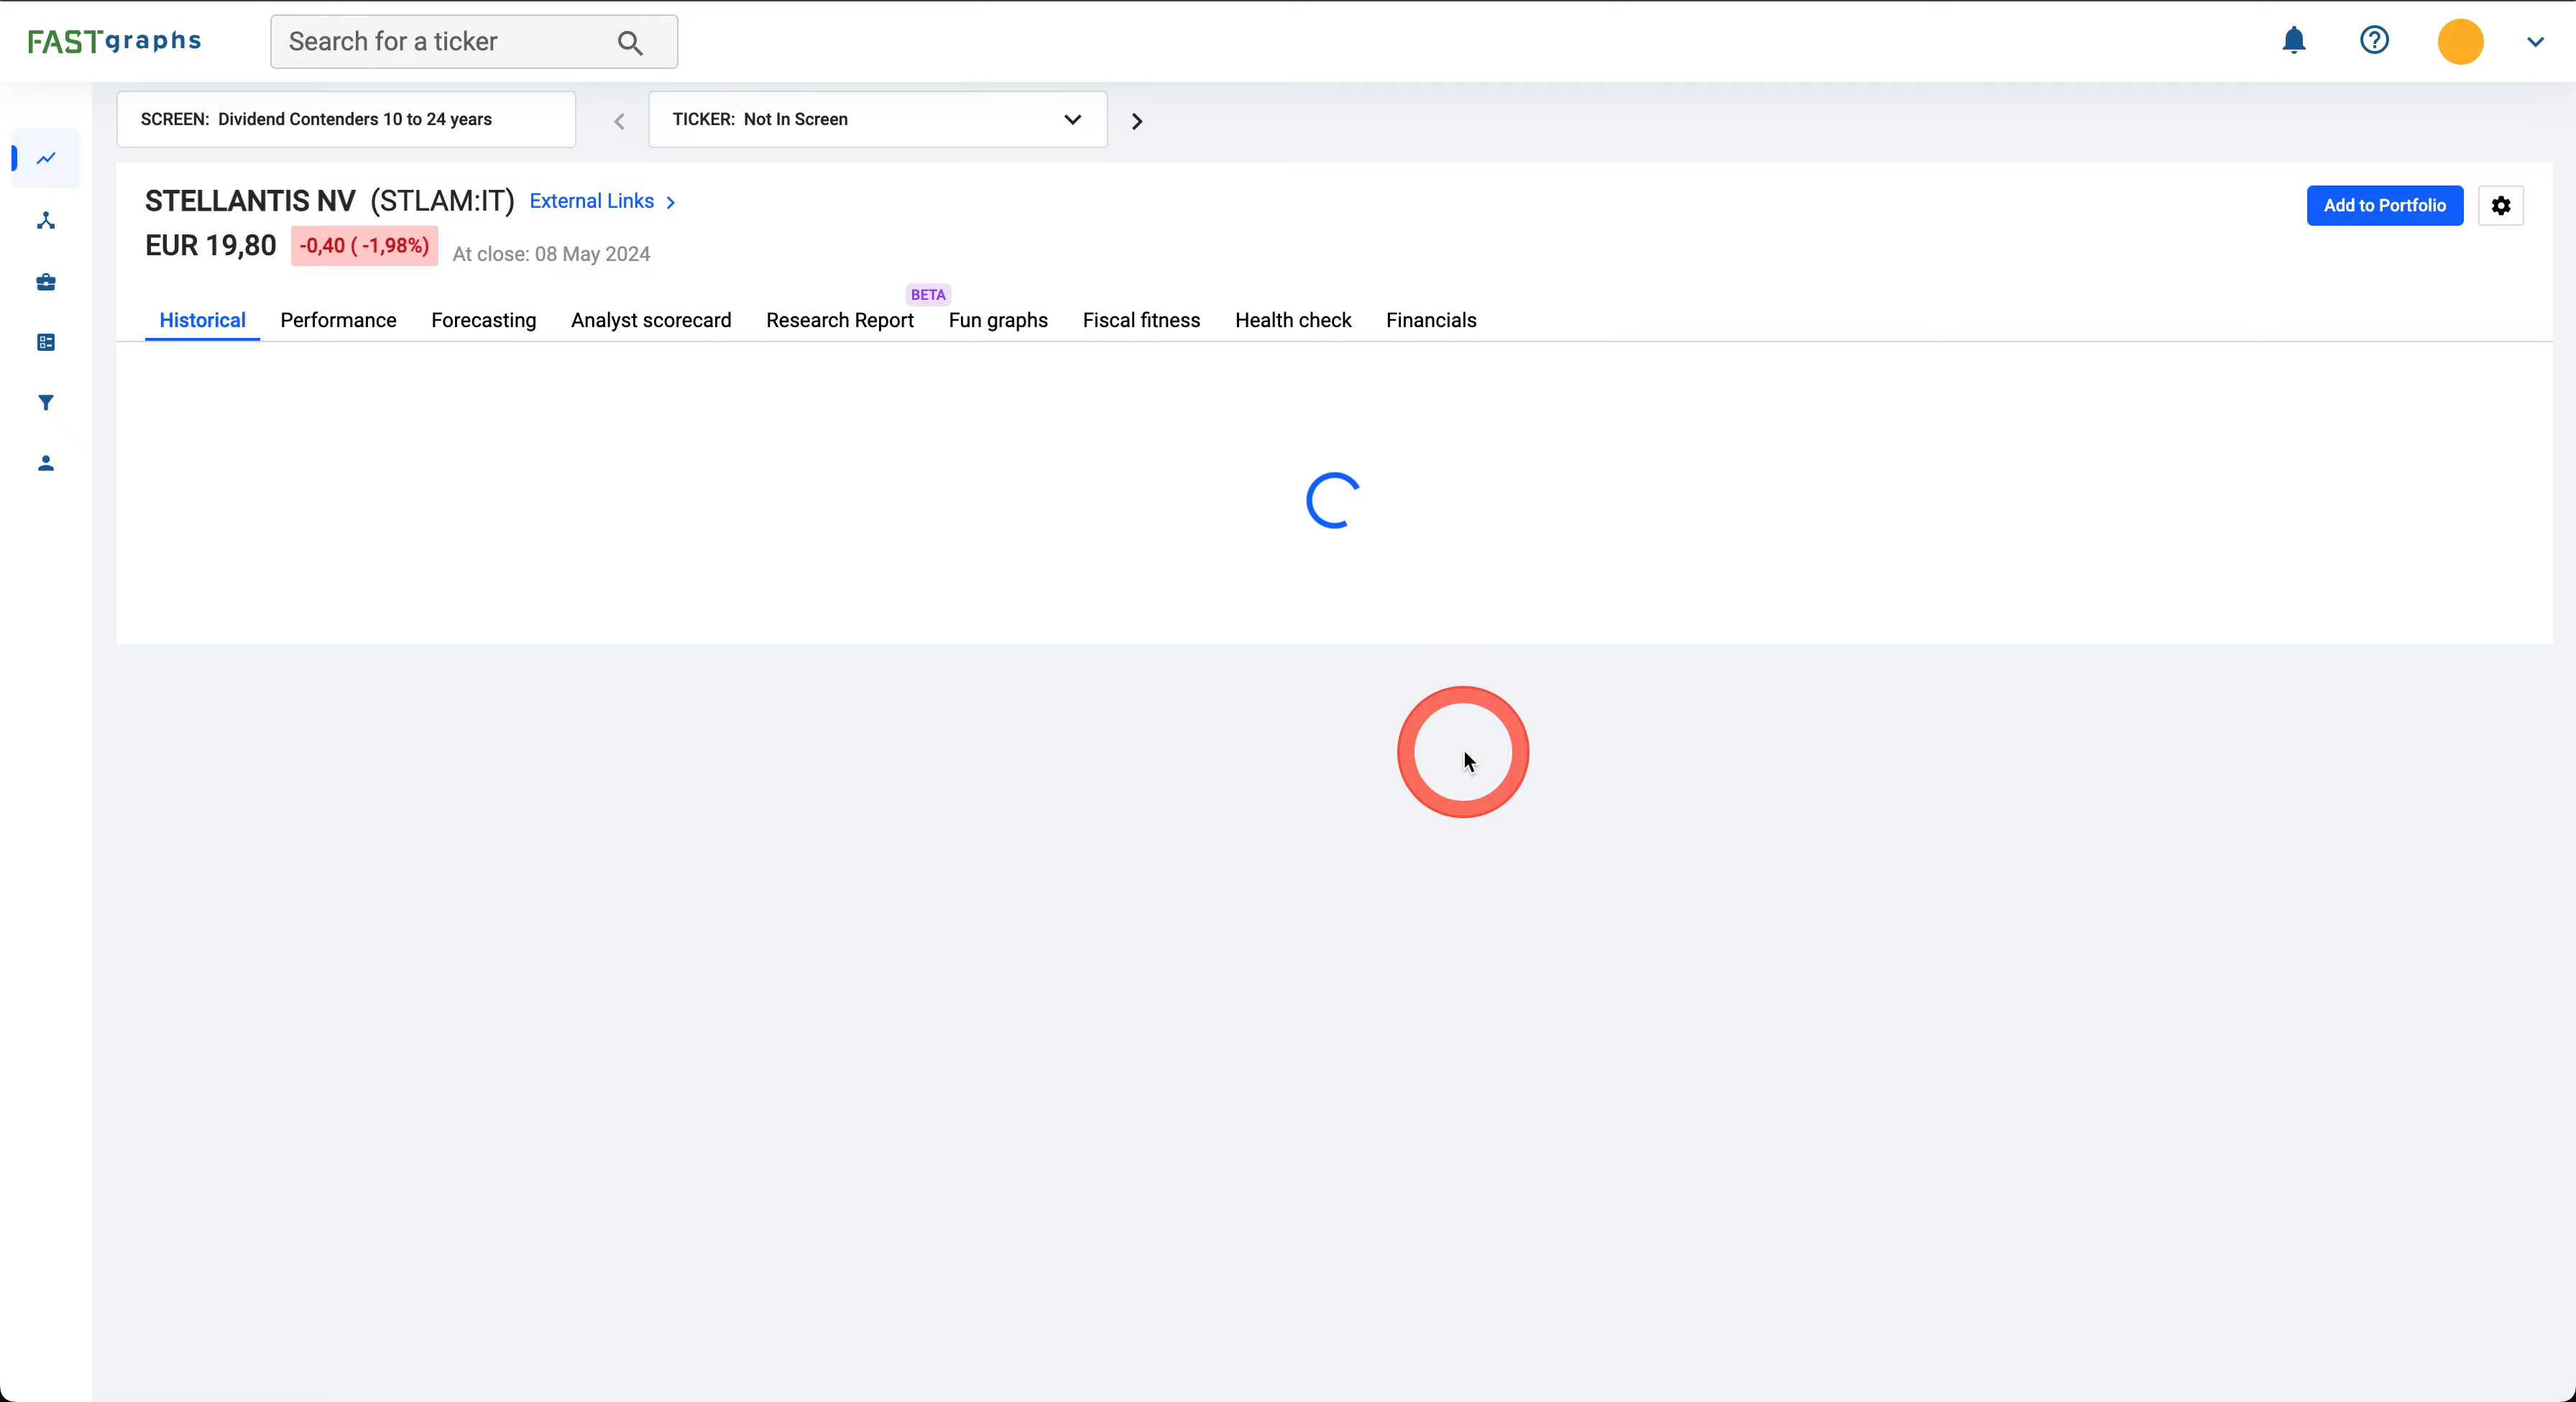 FASTgraphs
Search for a ticker
SCREEN: Dividend Contenders 10 to 24 years
TICKER: Not In Screen
STELLANTIS NV (STLAM:IT) External Links
Add to Portfolio
EUR 19,80 -0,40 ( -1,98%) At close: 08 May 2024
BETA
Historical Performance Forecasting Analyst scorecard Research Report Fun graphs Fiscal fitness Health check Financials